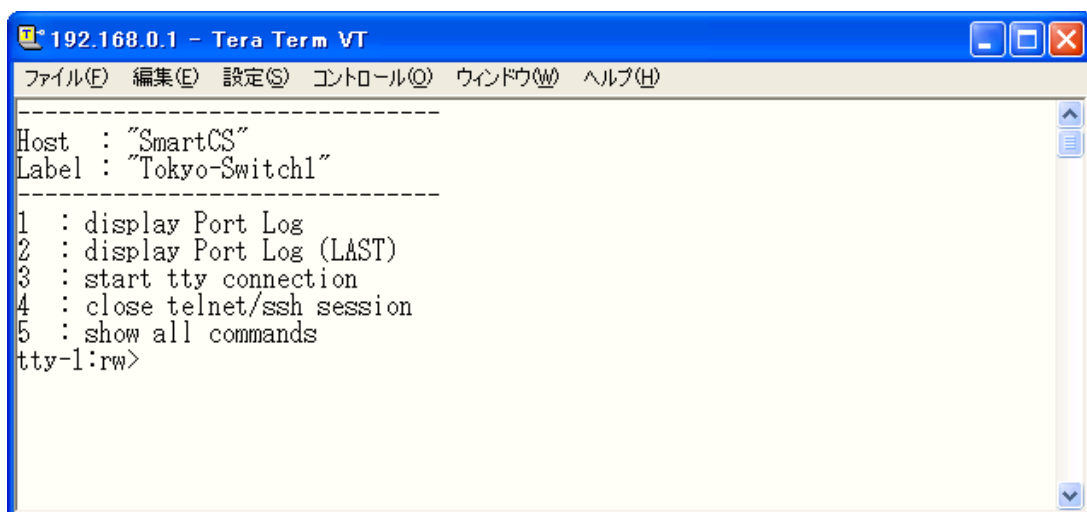 192.168.0.1 - Tera Term VT
ファイル(F) 編集(E) 設定(S) コントロール(O) ウィンドウ(W) ヘルプ(H)
-------------------------------
Host  : "SmartCS"
Label : "Tokyo-Switch1"
-------------------------------
1  : display Port Log
2  : display Port Log (LAST)
3  : start tty connection
4  : close telnet/ssh session
5  : show all commands
tty-1:rw>